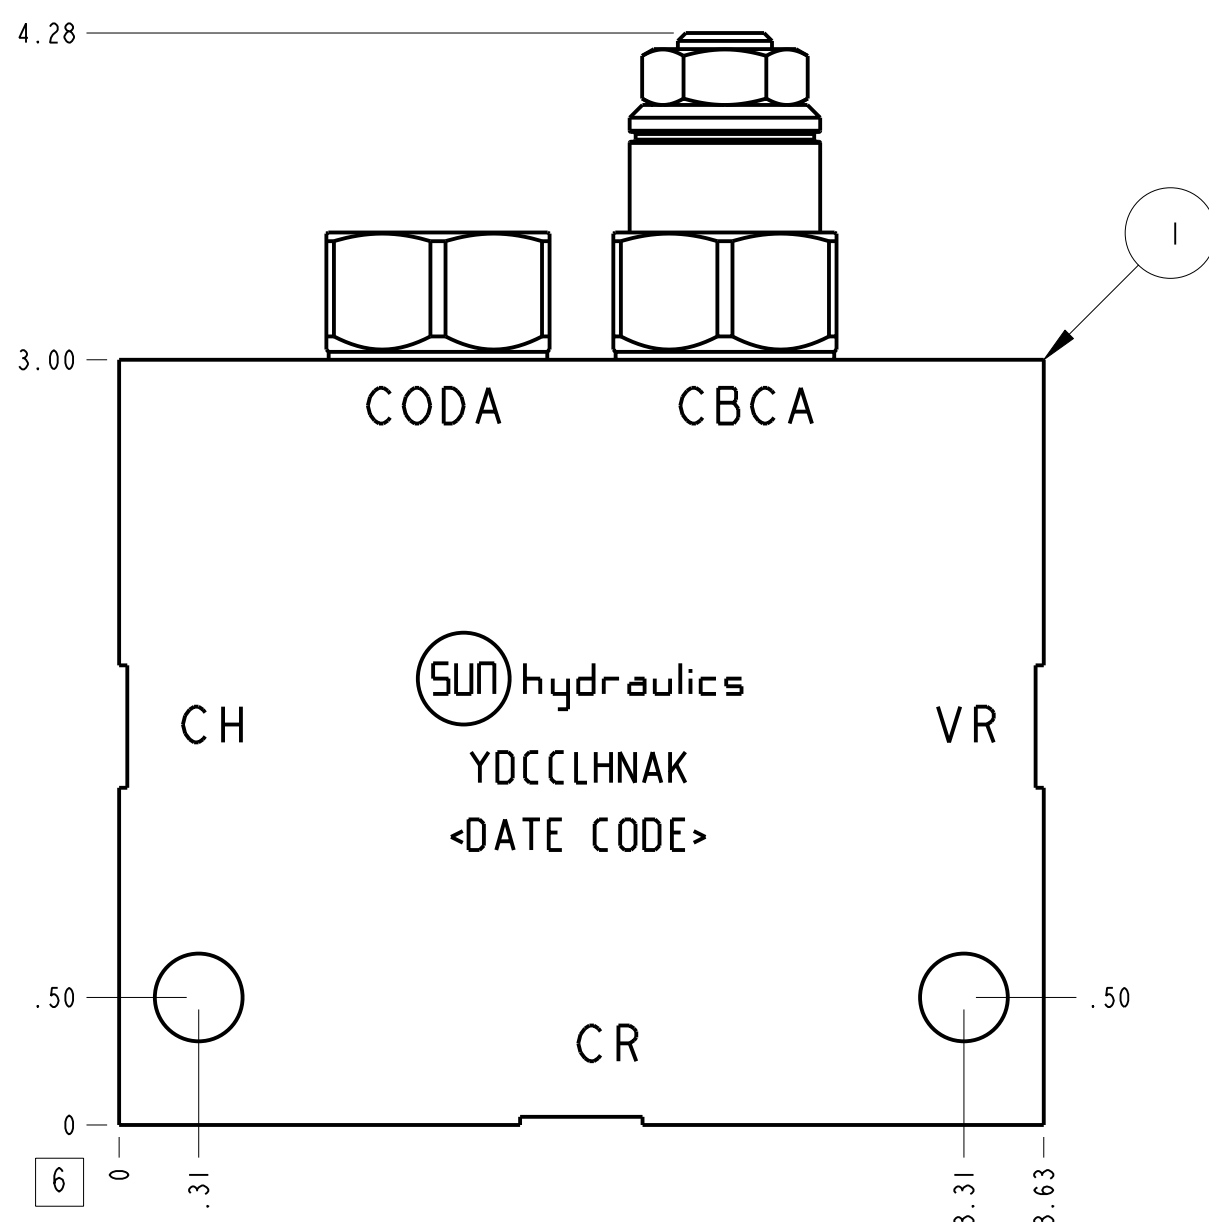 4.28
1
3.00
CODA CBCA
SUN hydraulics
CH VR
YDCCLHNAK
<DATE CODE>
.50 .50
CR
0
6 0 .31 3.31 3.63